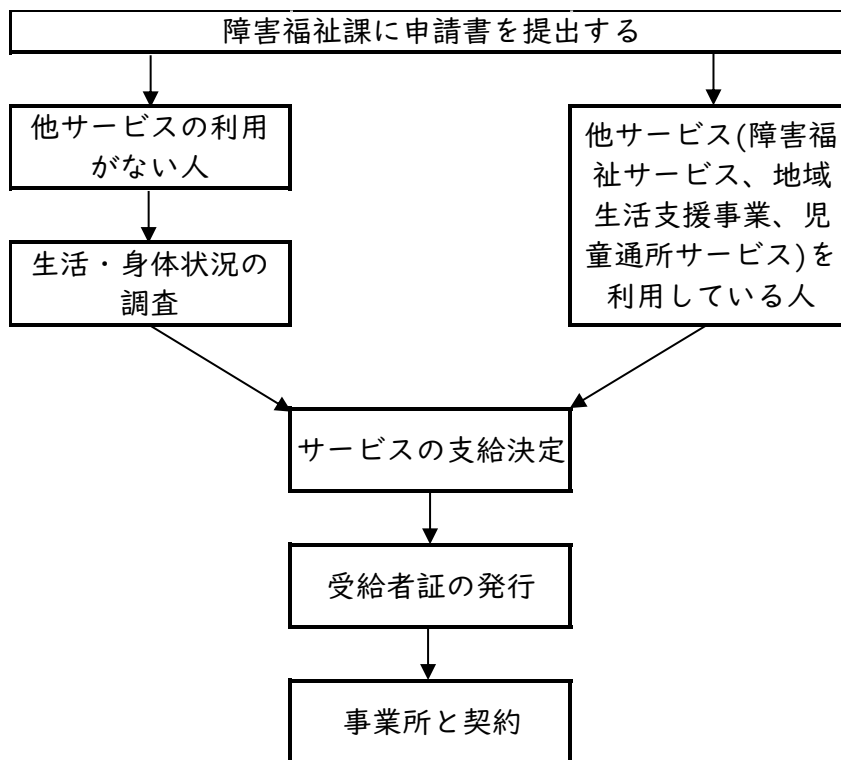 障害福祉課に申請書を提出する
他サービスの利用
がない人
生活・身体状況の
調査
他サービス(障害福
祉サービス、地域
生活支援事業、児
童通所サービス)を
利用している人
サービスの支給決定
受給者証の発行
事業所と契約